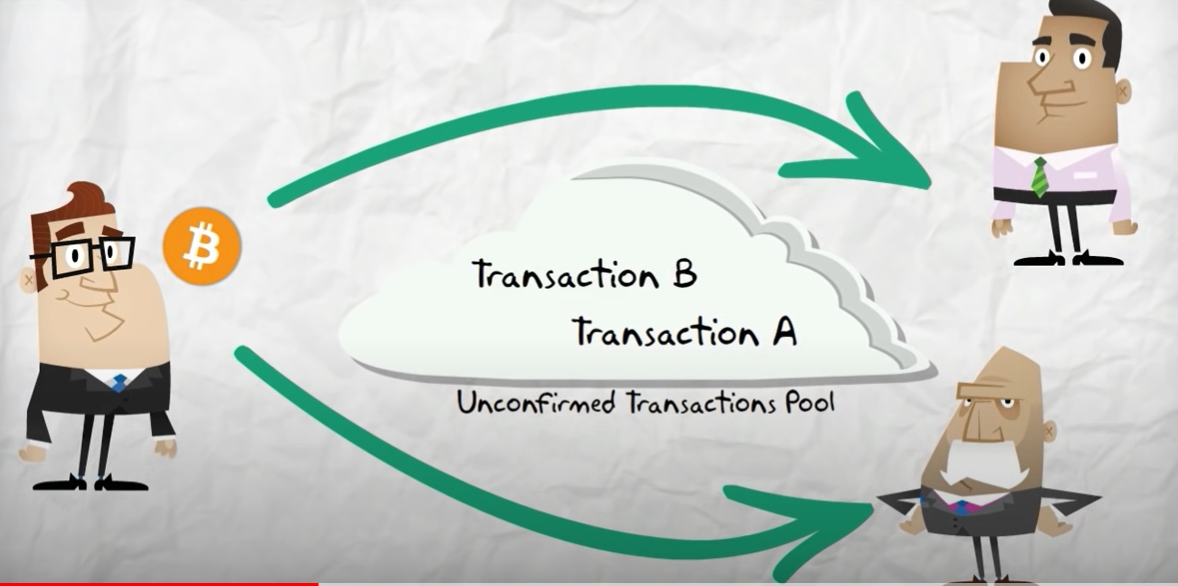 Transaction B
Transaction A
Unconfirmed Transactions Pool